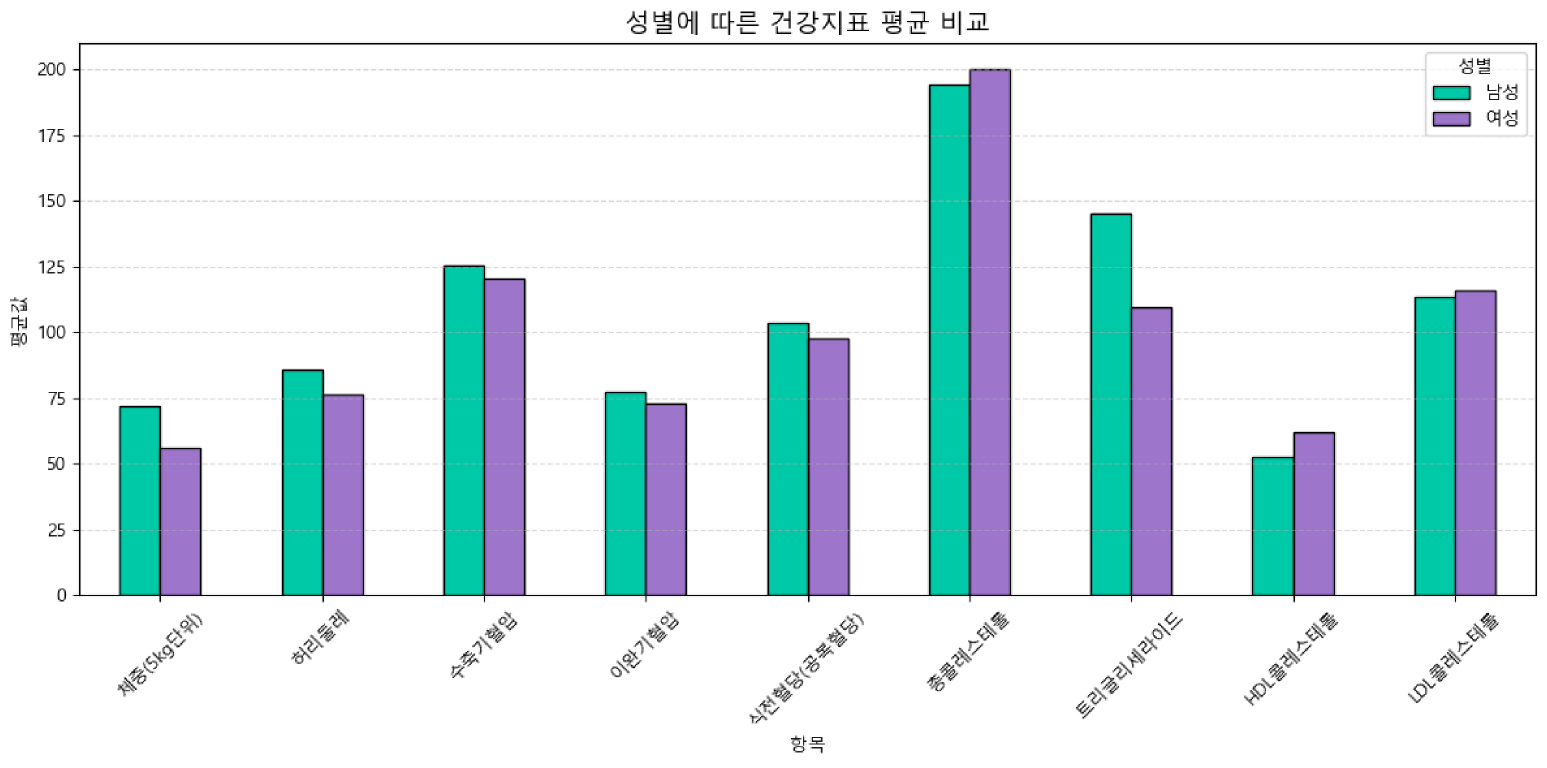 성별에 따른 건강지표 평균 비교
성별
남성
여성
평균값
200
175
150
125
100
75
50
25
0
체중(5kg단위)
허리둘레
수축기혈압
이완기혈압
식전혈당(공복혈당)
총콜레스테롤
트리글리세라이드
HDL콜레스테롤
LDL콜레스테롤
항목